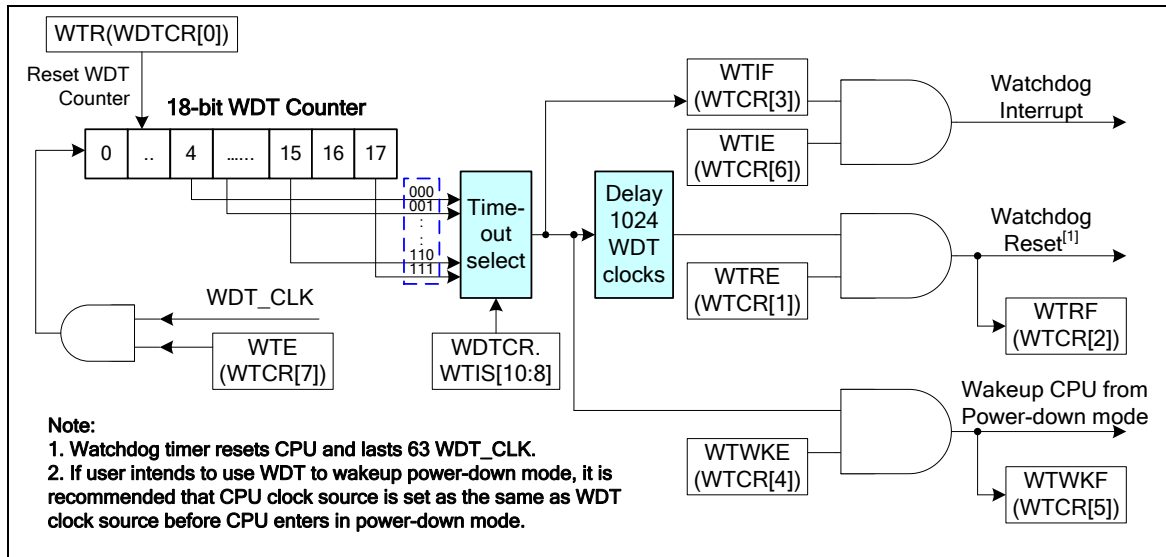 WTR(WDTCR[0])
Reset WDT
Counter
18-bit WDT Counter
0 .. 4 ...... 15 16 17
000
001
:
:
110
111
Time-
out
select
WDTCR.
WTIS[10:8]
WDT_CLK
WTE
(WTCR[7])
Delay
1024
WDT
clocks
WTIF
(WTCR[3])
WTIE
(WTCR[6])
Watchdog
Interrupt
WTRE
(WTCR[1])
Watchdog
Reset[1]
WTRF
(WTCR[2])
WTWKE
(WTCR[4])
Wakeup CPU from
Power-down mode
WTWKF
(WTCR[5])
Note:
1. Watchdog timer resets CPU and lasts 63 WDT_CLK.
2. If user intends to use WDT to wakeup power-down mode, it is
recommended that CPU clock source is set as the same as WDT
clock source before CPU enters in power-down mode.